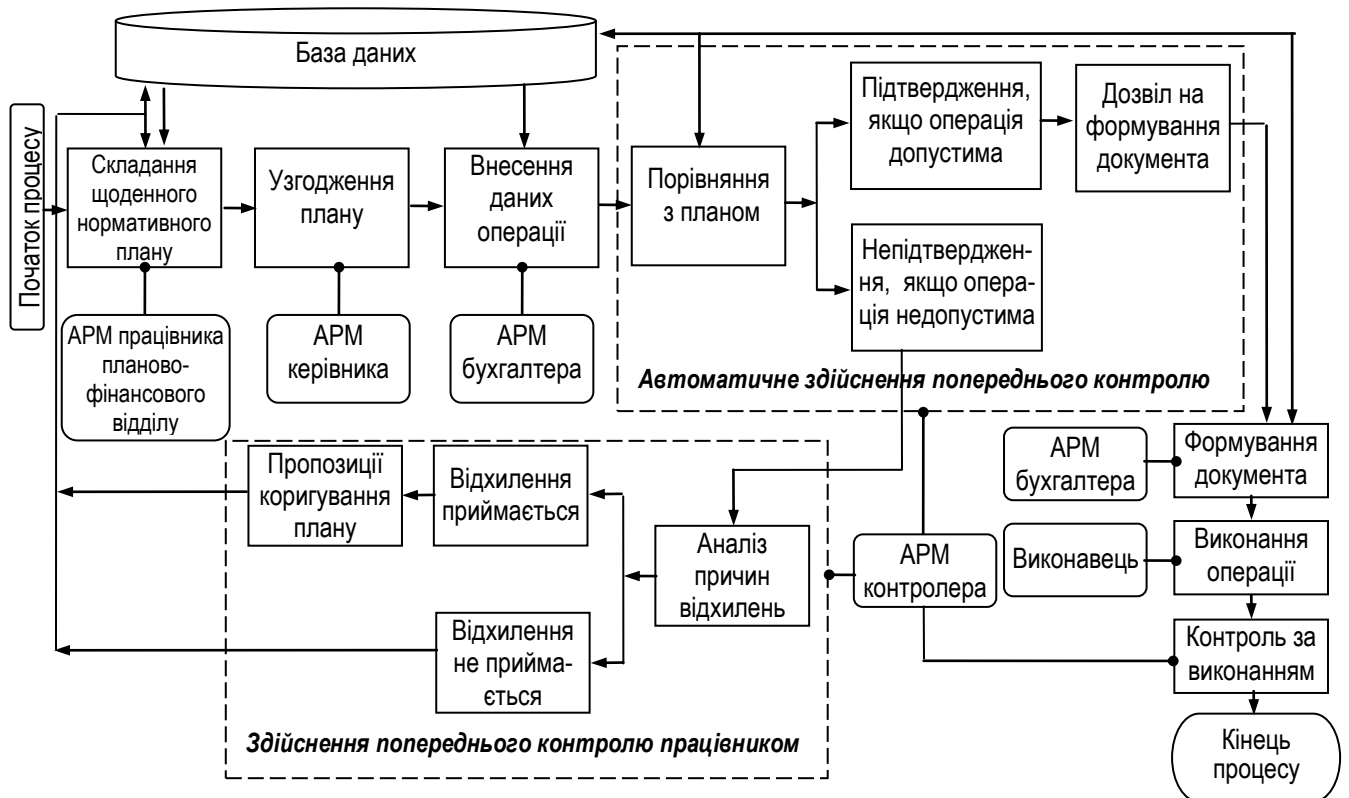 База даних
Початок процесу
Складання
щоденного
нормативного
плану
Узгодження
плану
Внесення
даних
операції
Порівняння
з планом
Підтвердження,
якщо операція
допустима
Дозвіл на
формування
документа
Непідтверджен-
ня, якщо опера-
ція недопустима
АРМ працівника
планово-
фінансового
відділу
АРМ
керівника
АРМ
бухгалтера
Автоматичне здійснення попереднього контролю
Пропозиції
коригування
плану
Відхилення
приймається
Аналіз
причин
відхилень
АРМ
контролера
АРМ
бухгалтера
Формування
документа
Виконавець
Виконання
операції
Відхилення
не прийма-
ється
Контроль за
виконанням
Здійснення попереднього контролю працівником
Кінець
процесу